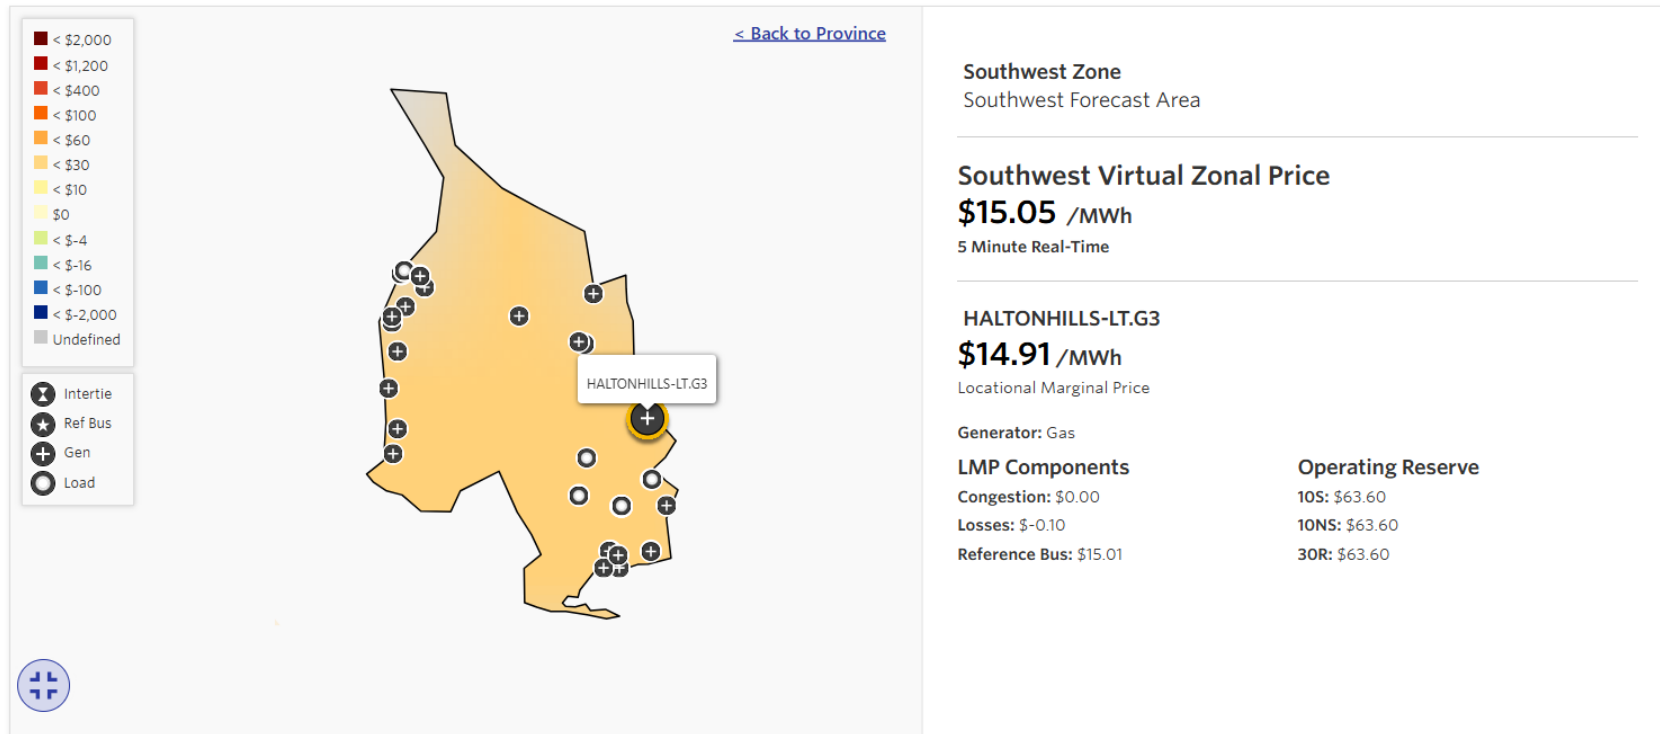 < $2,000
< $1,200
< $400
< $100
< $60
< $30
< $10
$0
< $-4
< $-16
< $-100
< $-2,000
Undefined
Intertie
Ref Bus
Gen
Load
< Back to Province
HALTONHILLS-LT.G3
Southwest Zone
Southwest Forecast Area
Southwest Virtual Zonal Price
$15.05 /MWh
5 Minute Real-Time
HALTONHILLS-LT.G3
$14.91 /MWh
Locational Marginal Price
Generator: Gas
LMP Components
Congestion: $0.00
Losses: $-0.10
Reference Bus: $15.01
Operating Reserve
10S: $63.60
10NS: $63.60
30R: $63.60